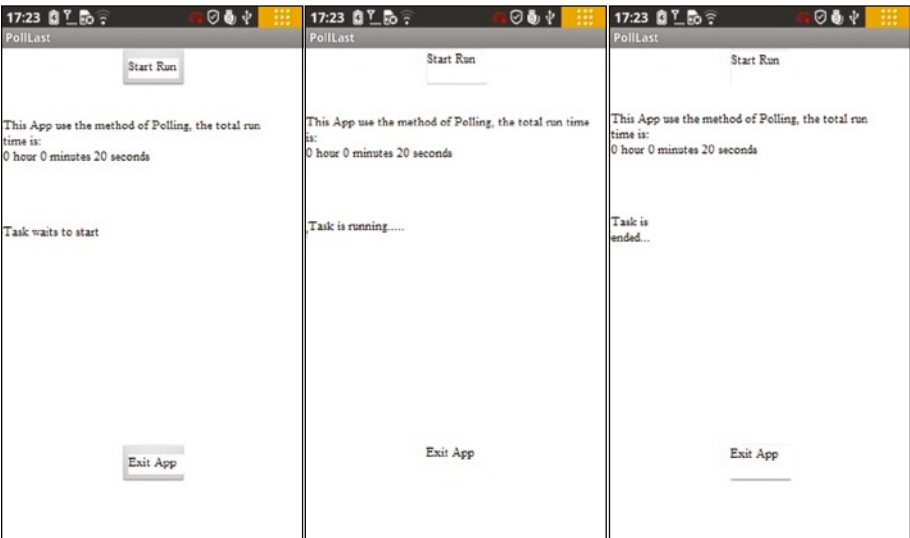 17:23
PollLast
Start Run
This App use the method of Polling, the total run
time is:
0 hour 0 minutes 20 seconds
Task waits to start
Exit App
17:23
PollLast
Start Run
This App use the method of Polling, the total run time
is:
0 hour 0 minutes 20 seconds
Task is running.....
Exit App
17:23
PollLast
Start Run
This App use the method of Polling, the total run
time is:
0 hour 0 minutes 20 seconds
Task is
ended...
Exit App